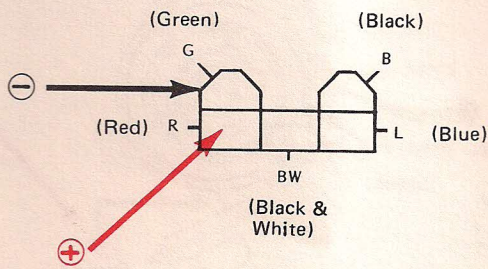 (Green) (Black)
G B
−
(Red) R L (Blue)
BW
(Black &
White)
+